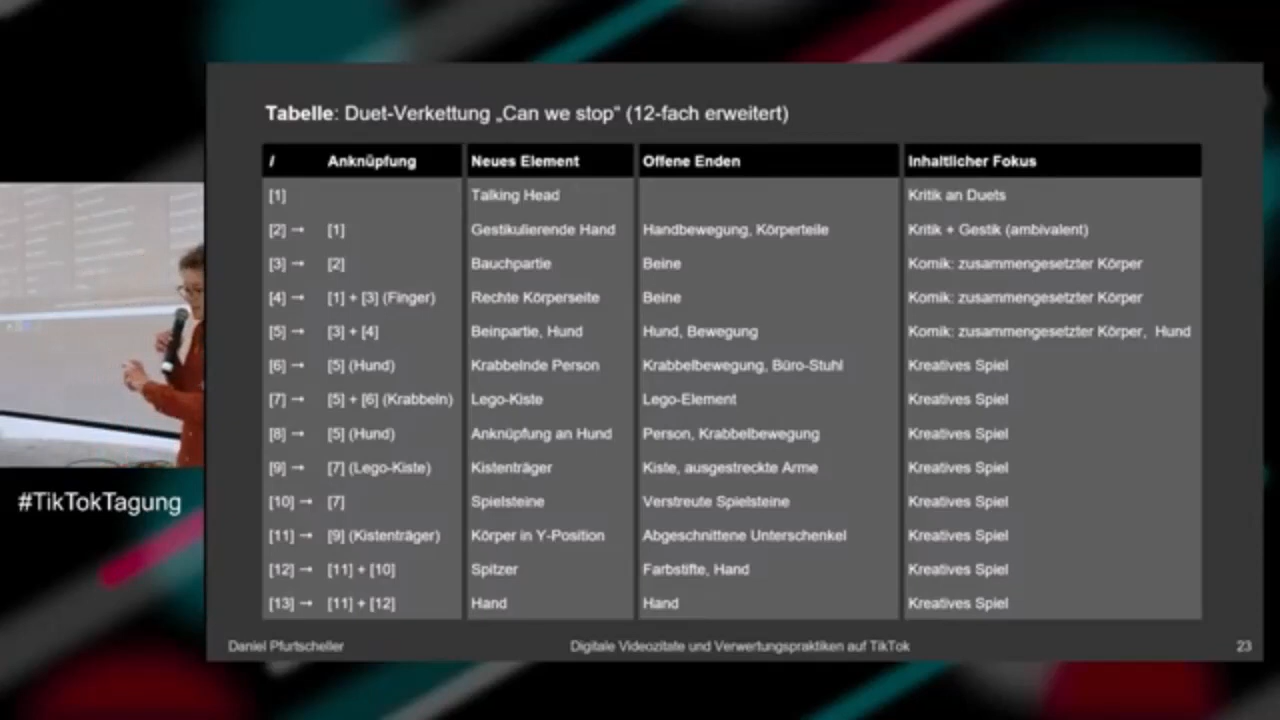 Tabelle: Duet-Verkettung „Can we stop“ (12-fach erweitert)
I Anknüpfung Neues Element Offene Enden Inhaltlicher Fokus
[1] Talking Head Kritik an Duets
[2] → [1] Gestikulierende Hand Handbewegung, Körperteile Kritik + Gestik (ambivalent)
[3] → [2] Bauchpartie Beine Komik: zusammengesetzter Körper
[4] → [1] + [3] (Finger) Rechte Körperseite Beine Komik: zusammengesetzter Körper
[5] → [3] + [4] Beinpartie, Hund Hund, Bewegung Komik: zusammengesetzter Körper, Hund
[6] → [5] (Hund) Krabbelnde Person Krabbelbewegung, Büro-Stuhl Kreatives Spiel
[7] → [5] + [6] (Krabbeln) Lego-Kiste Lego-Element Kreatives Spiel
[8] → [5] (Hund) Anknüpfung an Hund Person, Krabbelbewegung Kreatives Spiel
[9] → [7] (Lego-Kiste) Kistenträger Kiste, ausgestreckte Arme Kreatives Spiel
[10] → [7] Spielsteine Verstreute Spielsteine Kreatives Spiel
[11] → [9] (Kistenträger) Körper in Y-Position Abgeschnittene Unterschenkel Kreatives Spiel
[12] → [11] + [10] Spitzer Farbstifte, Hand Kreatives Spiel
[13] → [11] + [12] Hand Hand Kreatives Spiel
Daniel Pfurtscheller Digitale Videozitate und Verwertungspraktiken auf TikTok 23
#TikTokTagung